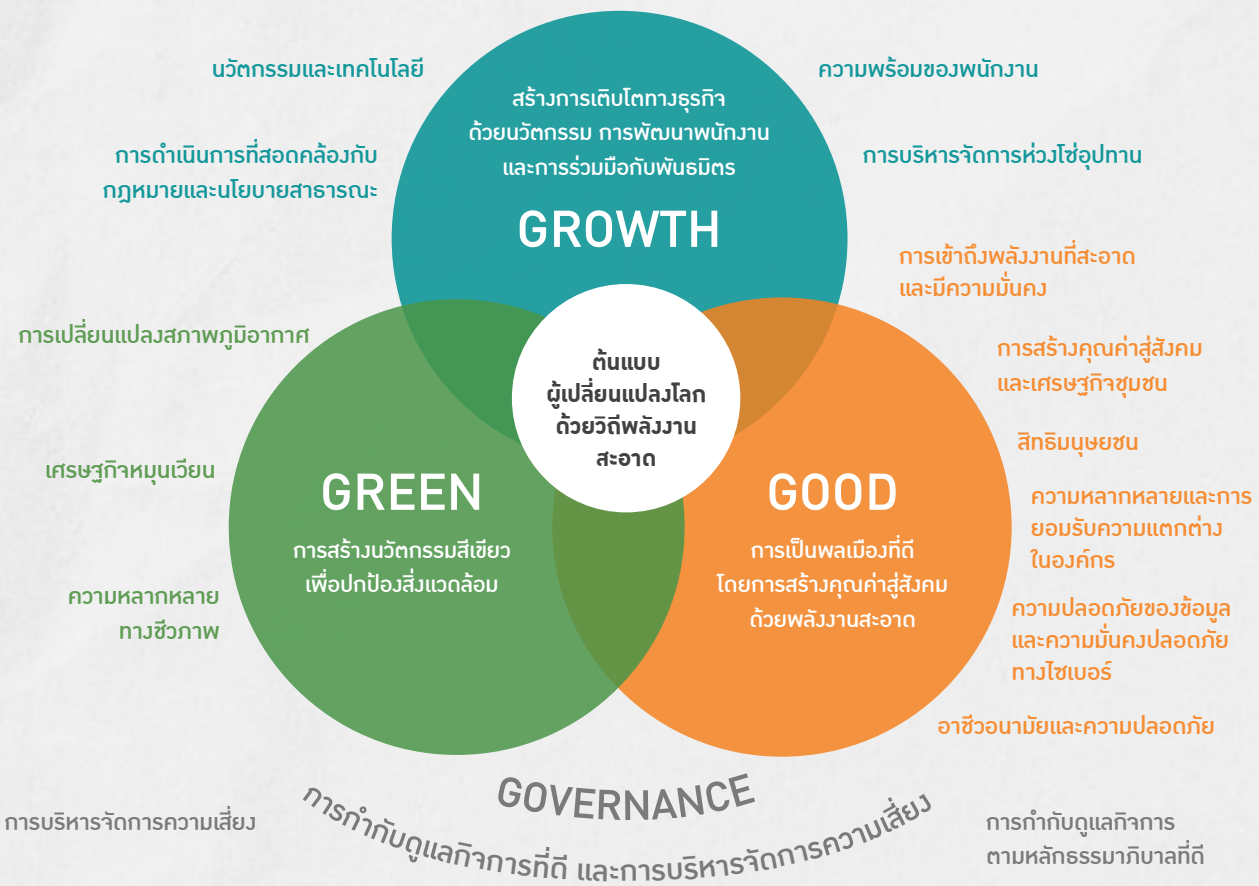 นวัตกรรมและเทคโนโลยี
การดำเนินการที่สอดคล้องกับ
กฎหมายและนโยบายสาธารณะ
สร้างการเติบโตทางธุรกิจ
ด้วยนวัตกรรม การพัฒนาพนักงาน
และการร่วมมือกับพันธมิตร
GROWTH
ความพร้อมของพนักงาน
การบริหารจัดการห่วงโซ่อุปทาน
การเข้าถึงพลังงานที่สะอาด
และมีความมั่นคง
การสร้างคุณค่าสู่สังคม
และเศรษฐกิจชุมชน
สิทธิมนุษยชน
ความหลากหลายและการ
ยอมรับความแตกต่าง
ในองค์กร
ความปลอดภัยของข้อมูล
และความมั่นคงปลอดภัย
ทางไซเบอร์
อาชีวอนามัยและความปลอดภัย
การเปลี่ยนแปลงสภาพภูมิอากาศ
เศรษฐกิจหมุนเวียน
ความหลากหลาย
ทางชีวภาพ
ต้นแบบ
ผู้เปลี่ยนแปลงโลก
ด้วยวิถีพลังงาน
สะอาด
GREEN
การสร้างนวัตกรรมสีเขียว
เพื่อปกป้องสิ่งแวดล้อม
GOOD
การเป็นพลเมืองที่ดี
โดยการสร้างคุณค่าสู่สังคม
ด้วยพลังงานสะอาด
GOVERNANCE
การกำกับดูแลกิจการที่ดี และการบริหารจัดการความเสี่ยง
การบริหารจัดการความเสี่ยง
การกำกับดูแลกิจการ
ตามหลักธรรมาภิบาลที่ดี